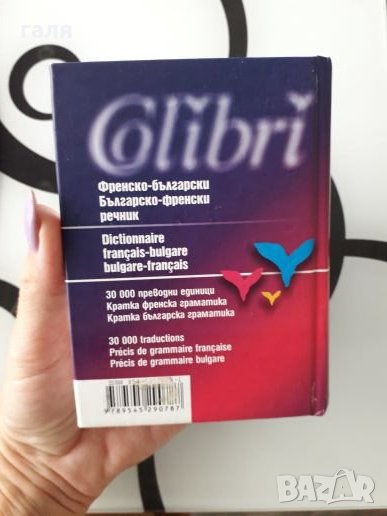 галя
Colibri
Френско-български
Българско-френски
речник
Dictionnaire
français-bulgare
bulgare-français
30 000 преводни единици
Кратка френска граматика
Кратка българска граматика
30 000 traductions
Précis de grammaire française
Précis de grammaire bulgare
9789545290787
BAZAR